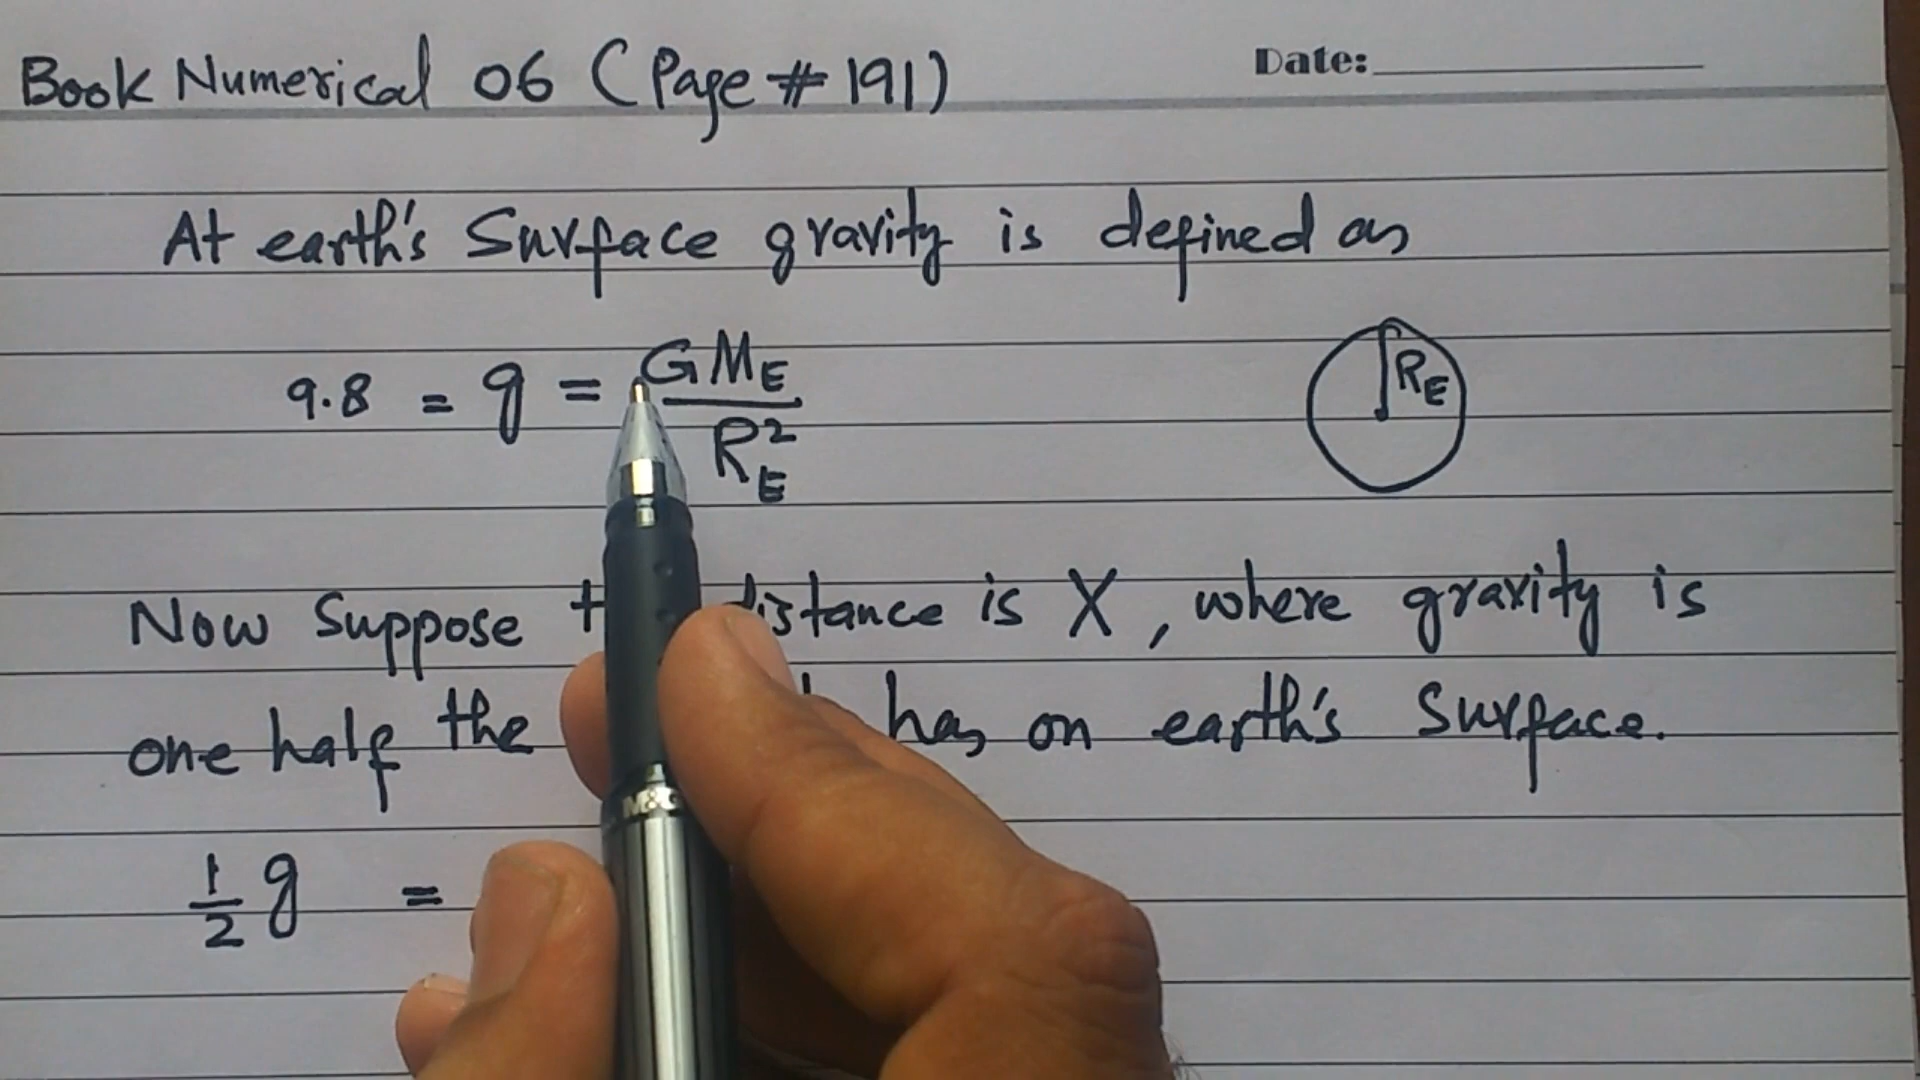 Book Numerical 06 (Page # 191)
Date:
At earth's Surface gravity is defined as
9.8 = g = GM_E / R_E^2
R_E
Now Suppose distance is X, where gravity is
one half the has on earth's Surface.
1/2 g =
M&G